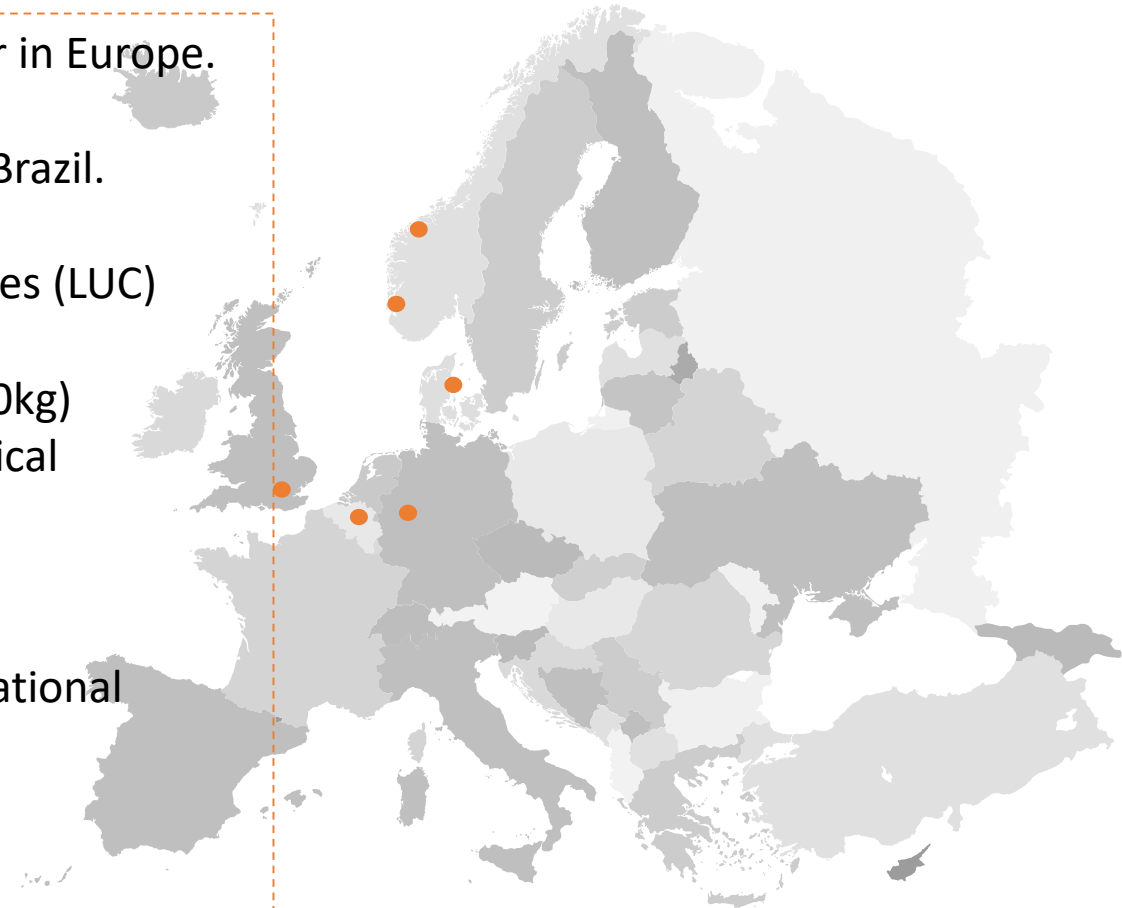 r in Europe.
Brazil.
es (LUC)
0kg)
ical
ational